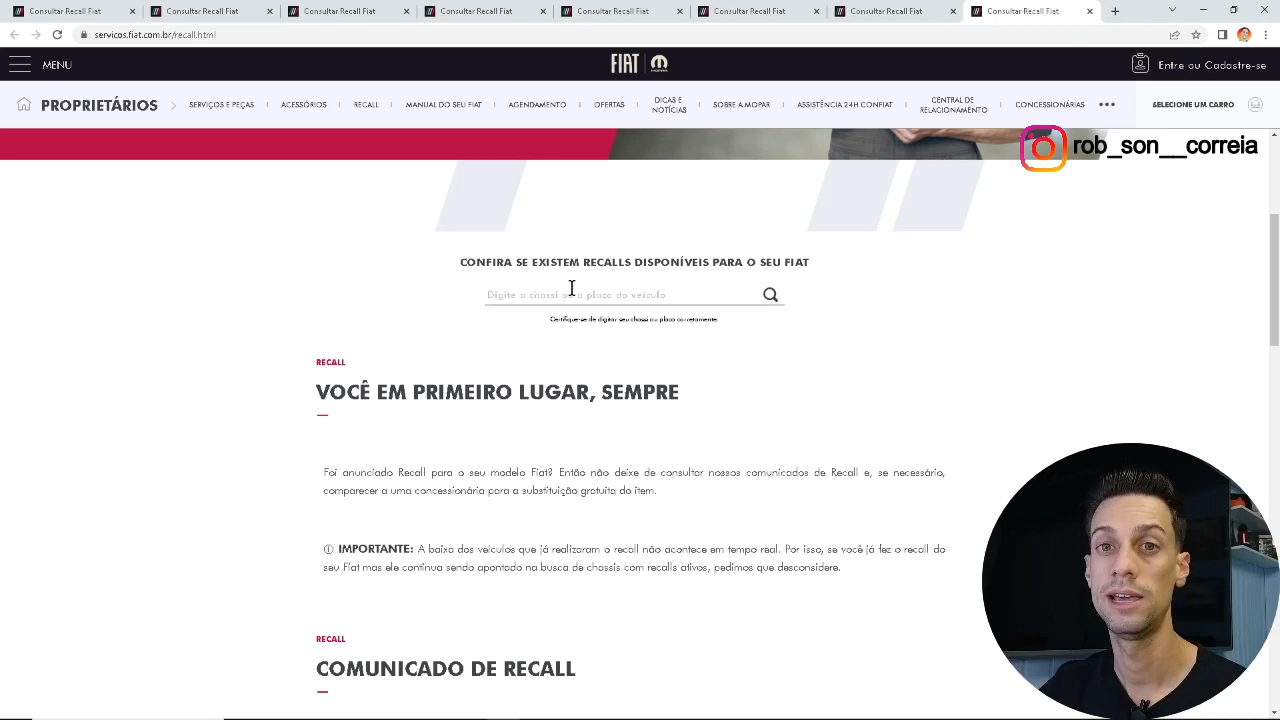 Consultar Recall Fiat
Consultar Recall Fiat
Consultar Recall Fiat
Consultar Recall Fiat
Consultar Recall Fiat
Consultar Recall Fiat
Consultar Recall Fiat
Consultar Recall Fiat
servicos.fiat.com.br/recall.html
MENU
FIAT
Entre ou Cadastre-se
PROPRIETÁRIOS
SERVIÇOS E PEÇAS
ACESSÓRIOS
RECALL
MANUAL DO SEU FIAT
AGENDAMENTO
OFERTAS
DICAS E
NOTÍCIAS
SOBRE A MOPAR
ASSISTÊNCIA 24H CONFIAT
CENTRAL DE
RELACIONAMENTO
CONCESSIONÁRIAS
SELECIONE UM CARRO
rob_son__correia
CONFIRA SE EXISTEM RECALLS DISPONÍVEIS PARA O SEU FIAT
Digite o chassi ou a placa do veículo
Certifique-se de digitar seu chassi ou placa corretamente.
RECALL
VOCÊ EM PRIMEIRO LUGAR, SEMPRE
Foi anunciado Recall para o seu modelo Fiat? Então não deixe de consultar nossos comunicados de Recall e, se necessário,
comparecer a uma concessionária para a substituição gratuita do item.
IMPORTANTE: A baixa dos veículos que já realizaram o recall não acontece em tempo real. Por isso, se você já fez o recall do
seu Fiat mas ele continua sendo apontado na busca de chassis com recalls ativos, pedimos que desconsidere.
RECALL
COMUNICADO DE RECALL